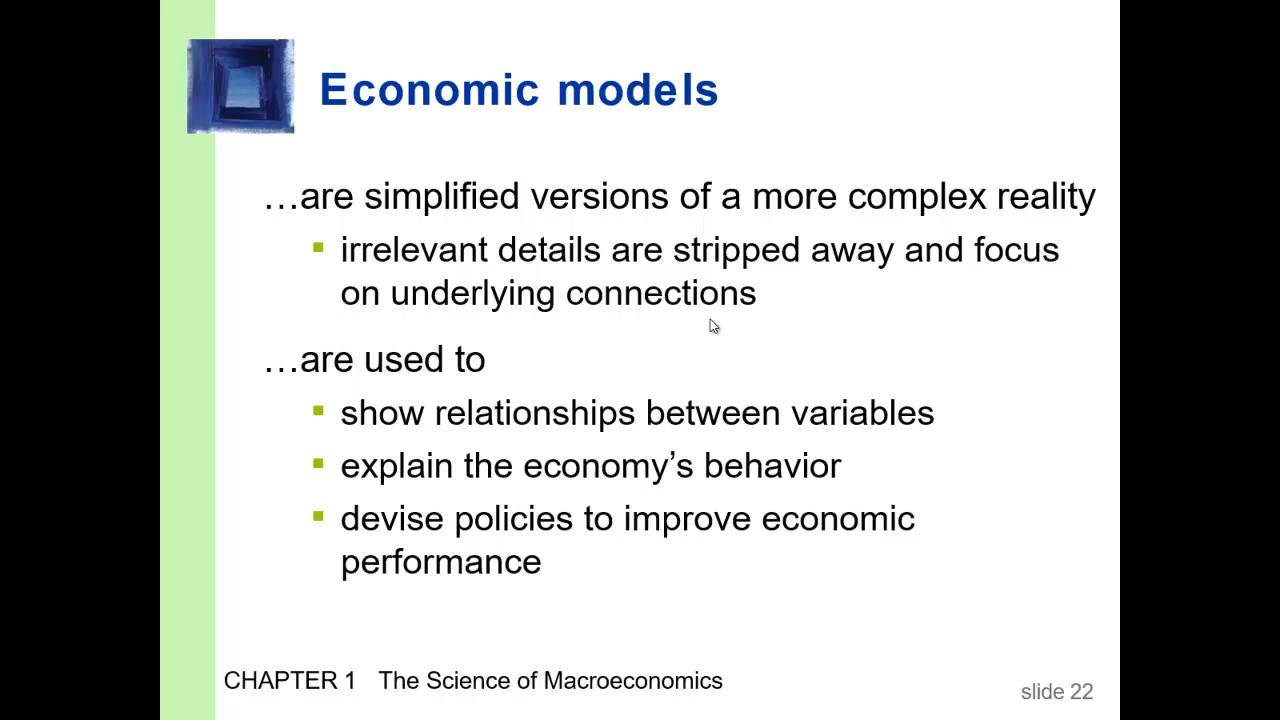 Economic models
…are simplified versions of a more complex reality
irrelevant details are stripped away and focus
on underlying connections
…are used to
show relationships between variables
explain the economy’s behavior
devise policies to improve economic
performance
CHAPTER 1 The Science of Macroeconomics
slide 22